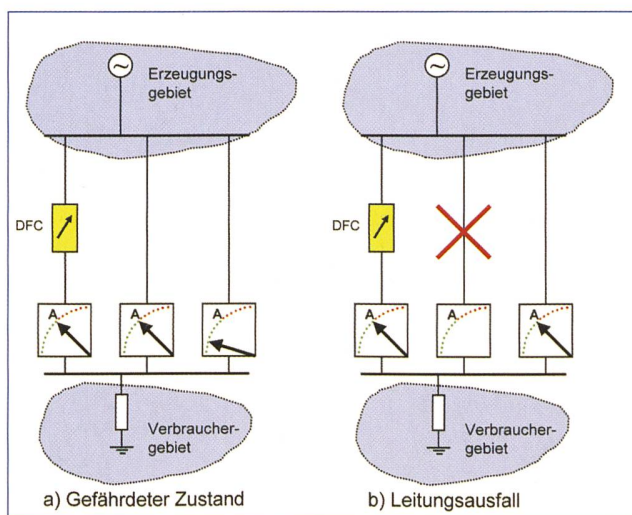 ~
Erzeugungs-
gebiet
DFC
A
A
A
Verbraucher-
gebiet
a) Gefährdeter Zustand
~
Erzeugungs-
gebiet
DFC
A
A
A
Verbraucher-
gebiet
b) Leitungsausfall